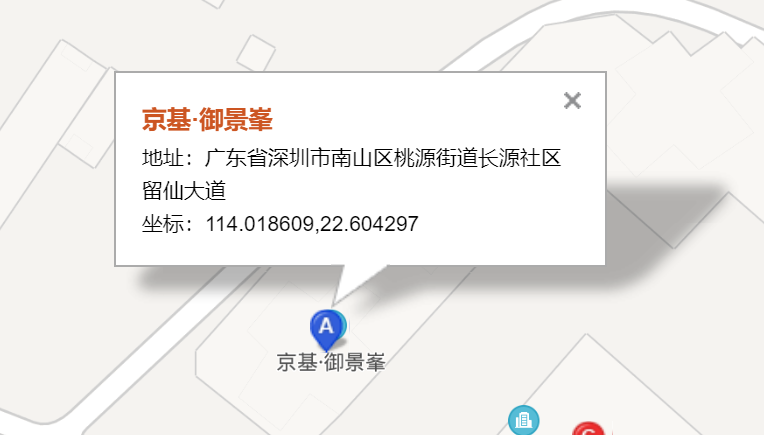 京基·御景峯
地址：广东省深圳市南山区桃源街道长源社区
留仙大道
坐标：114.018609,22.604297
A
京基·御景峯